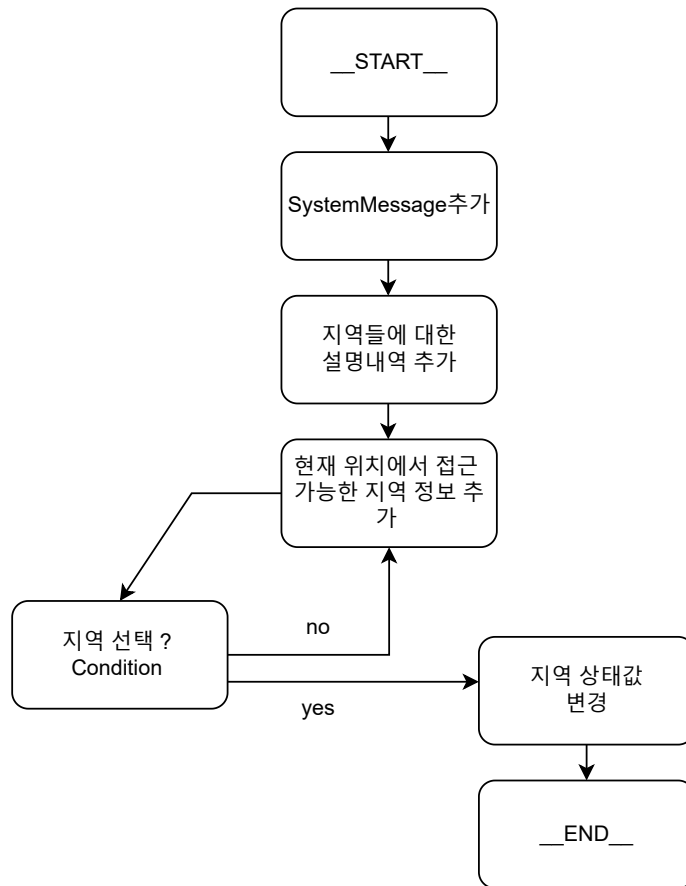 __START__
SystemMessage추가
지역들에 대한
설명내역 추가
현재 위치에서 접근
가능한 지역 정보 추
가
지역 선택 ?
Condition
no
yes
지역 상태값
변경
__END__